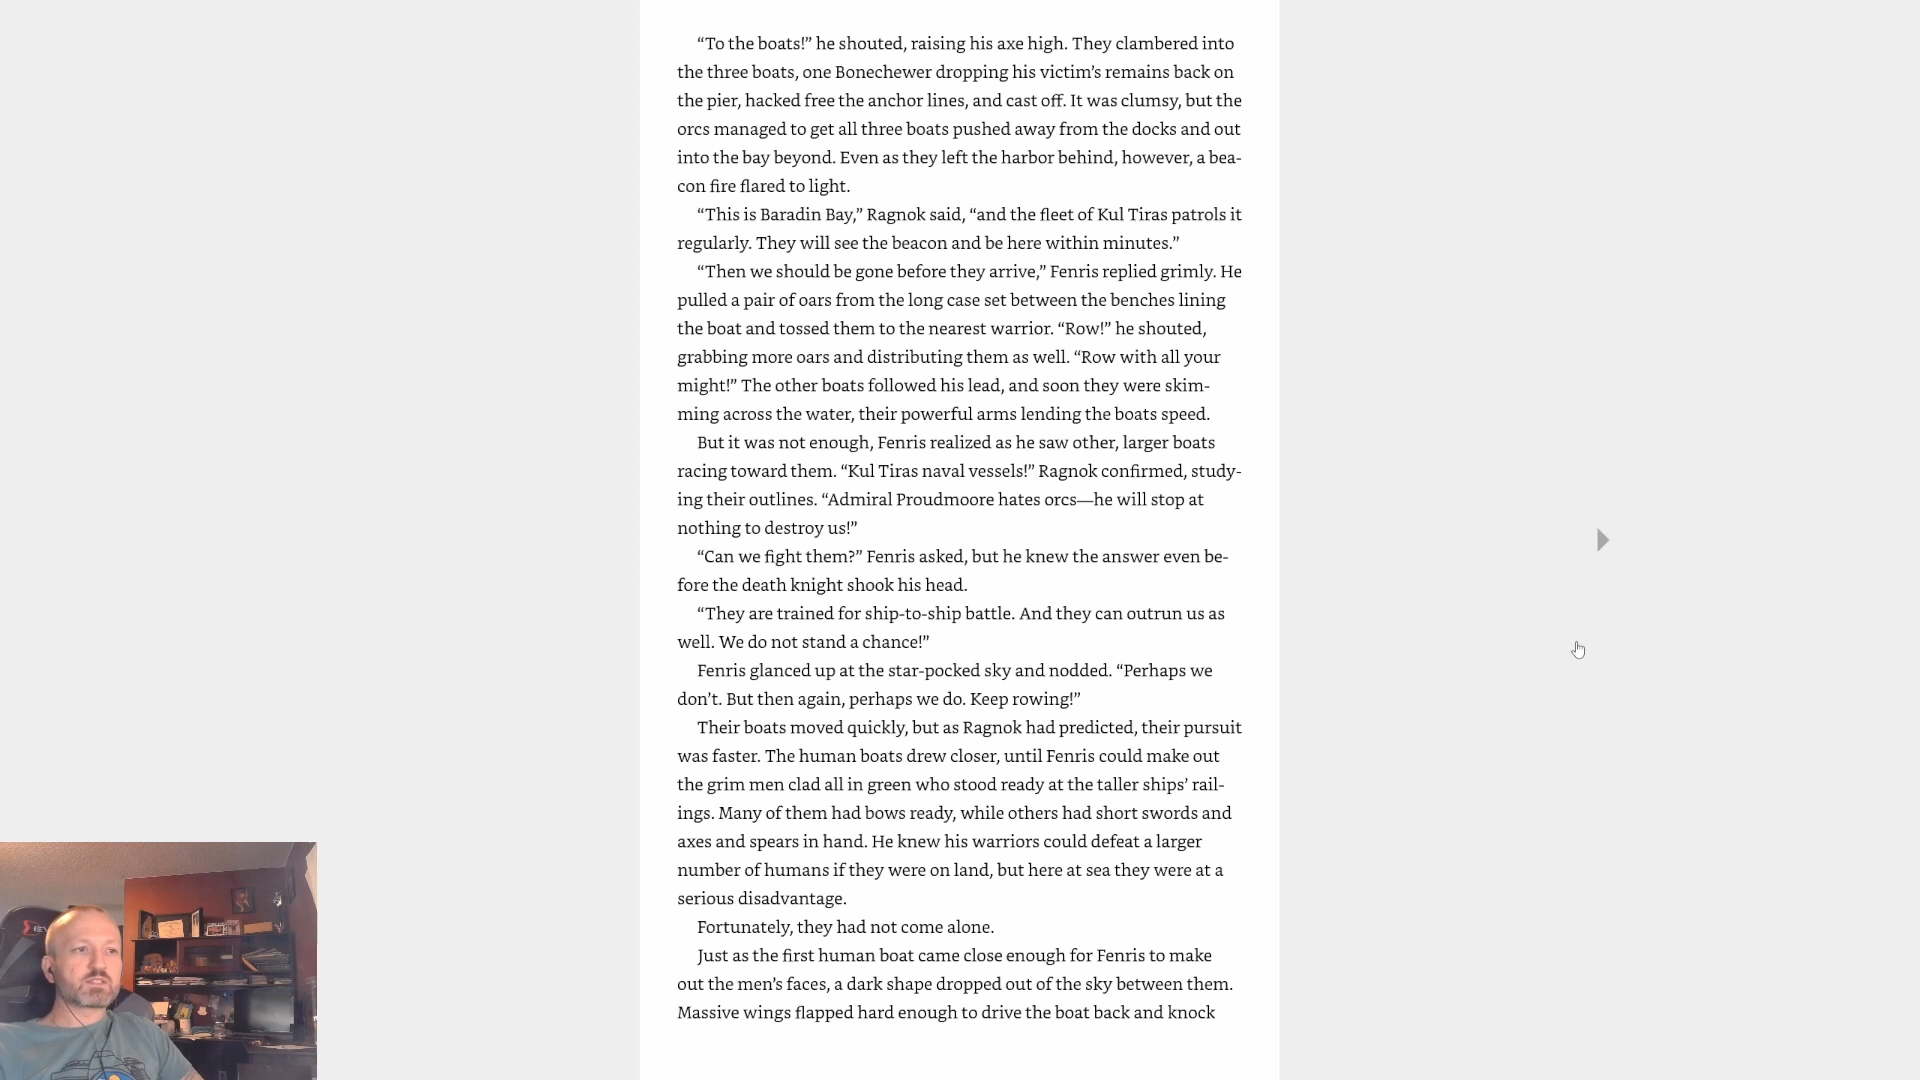 “To the boats!” he shouted, raising his axe high. They clambered into
the three boats, one Bonechewer dropping his victim’s remains back on
the pier, hacked free the anchor lines, and cast off. It was clumsy, but the
orcs managed to get all three boats pushed away from the docks and out
into the bay beyond. Even as they left the harbor behind, however, a bea-
con fire flared to light.
“This is Baradin Bay,” Ragnok said, “and the fleet of Kul Tiras patrols it
regularly. They will see the beacon and be here within minutes.”
“Then we should be gone before they arrive,” Fenris replied grimly. He
pulled a pair of oars from the long case set between the benches lining
the boat and tossed them to the nearest warrior. “Row!” he shouted,
grabbing more oars and distributing them as well. “Row with all your
might!” The other boats followed his lead, and soon they were skim-
ming across the water, their powerful arms lending the boats speed.
But it was not enough, Fenris realized as he saw other, larger boats
racing toward them. “Kul Tiras naval vessels!” Ragnok confirmed, study-
ing their outlines. “Admiral Proudmoore hates orcs—he will stop at
nothing to destroy us!”
“Can we fight them?” Fenris asked, but he knew the answer even be-
fore the death knight shook his head.
“They are trained for ship-to-ship battle. And they can outrun us as
well. We do not stand a chance!”
Fenris glanced up at the star-pocked sky and nodded. “Perhaps we
don’t. But then again, perhaps we do. Keep rowing!”
Their boats moved quickly, but as Ragnok had predicted, their pursuit
was faster. The human boats drew closer, until Fenris could make out
the grim men clad all in green who stood ready at the taller ships’ rail-
ings. Many of them had bows ready, while others had short swords and
axes and spears in hand. He knew his warriors could defeat a larger
number of humans if they were on land, but here at sea they were at a
serious disadvantage.
Fortunately, they had not come alone.
Just as the first human boat came close enough for Fenris to make
out the men’s faces, a dark shape dropped out of the sky between them.
Massive wings flapped hard enough to drive the boat back and knock